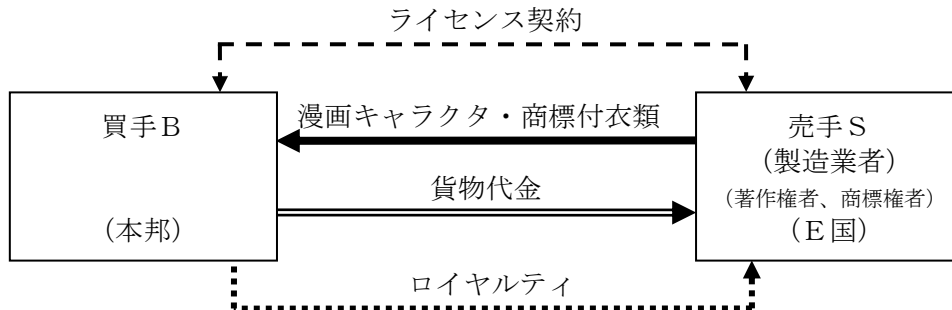 ライセンス契約
買手B
(本邦)
漫画キャラクタ・商標付衣類
貨物代金
売手S
(製造業者)
(著作権者、商標権者)
(E国)
ロイヤルティ